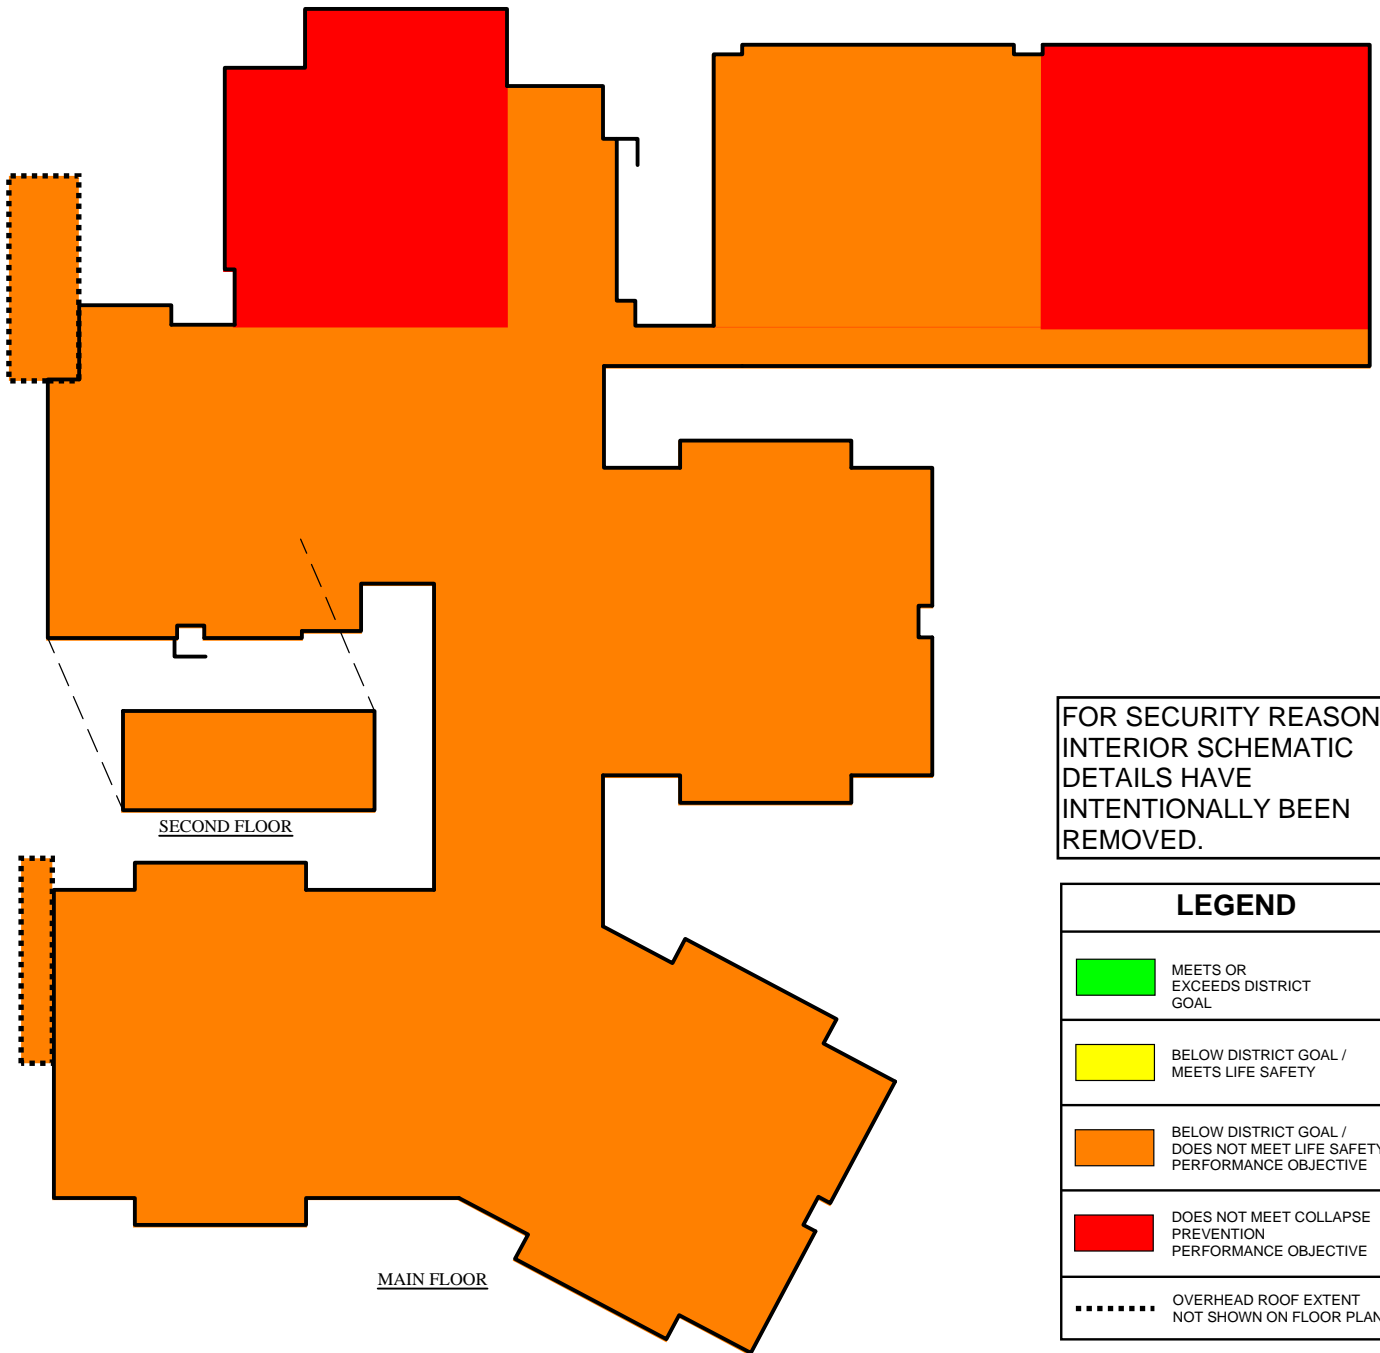 FOR SECURITY REASON
INTERIOR SCHEMATIC
DETAILS HAVE
INTENTIONALLY BEEN
REMOVED.
SECOND FLOOR
LEGEND
MEETS OR
EXCEEDS DISTRICT
GOAL
BELOW DISTRICT GOAL /
MEETS LIFE SAFETY
BELOW DISTRICT GOAL /
DOES NOT MEET LIFE SAFETY
PERFORMANCE OBJECTIVE
DOES NOT MEET COLLAPSE
PREVENTION
PERFORMANCE OBJECTIVE
MAIN FLOOR
OVERHEAD ROOF EXTENT
NOT SHOWN ON FLOOR PLAN